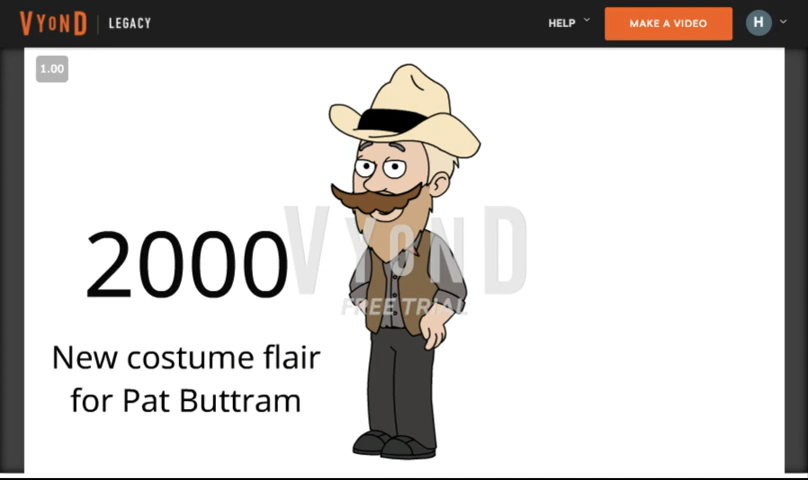 VYOND LEGACY
HELP
MAKE A VIDEO
H
1.00
VYOND
FREE TRIAL
2000
New costume flair
for Pat Buttram